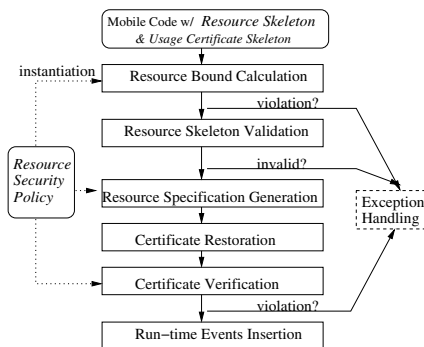 Mobile Code w/ Resource Skeleton
& Usage Certificate Skeleton
instantiation
Resource Bound Calculation
violation?
Resource Skeleton Validation
invalid?
Resource
Security
Policy
Resource Specification Generation
Exception
Handling
Certificate Restoration
Certificate Verification
violation?
Run-time Events Insertion